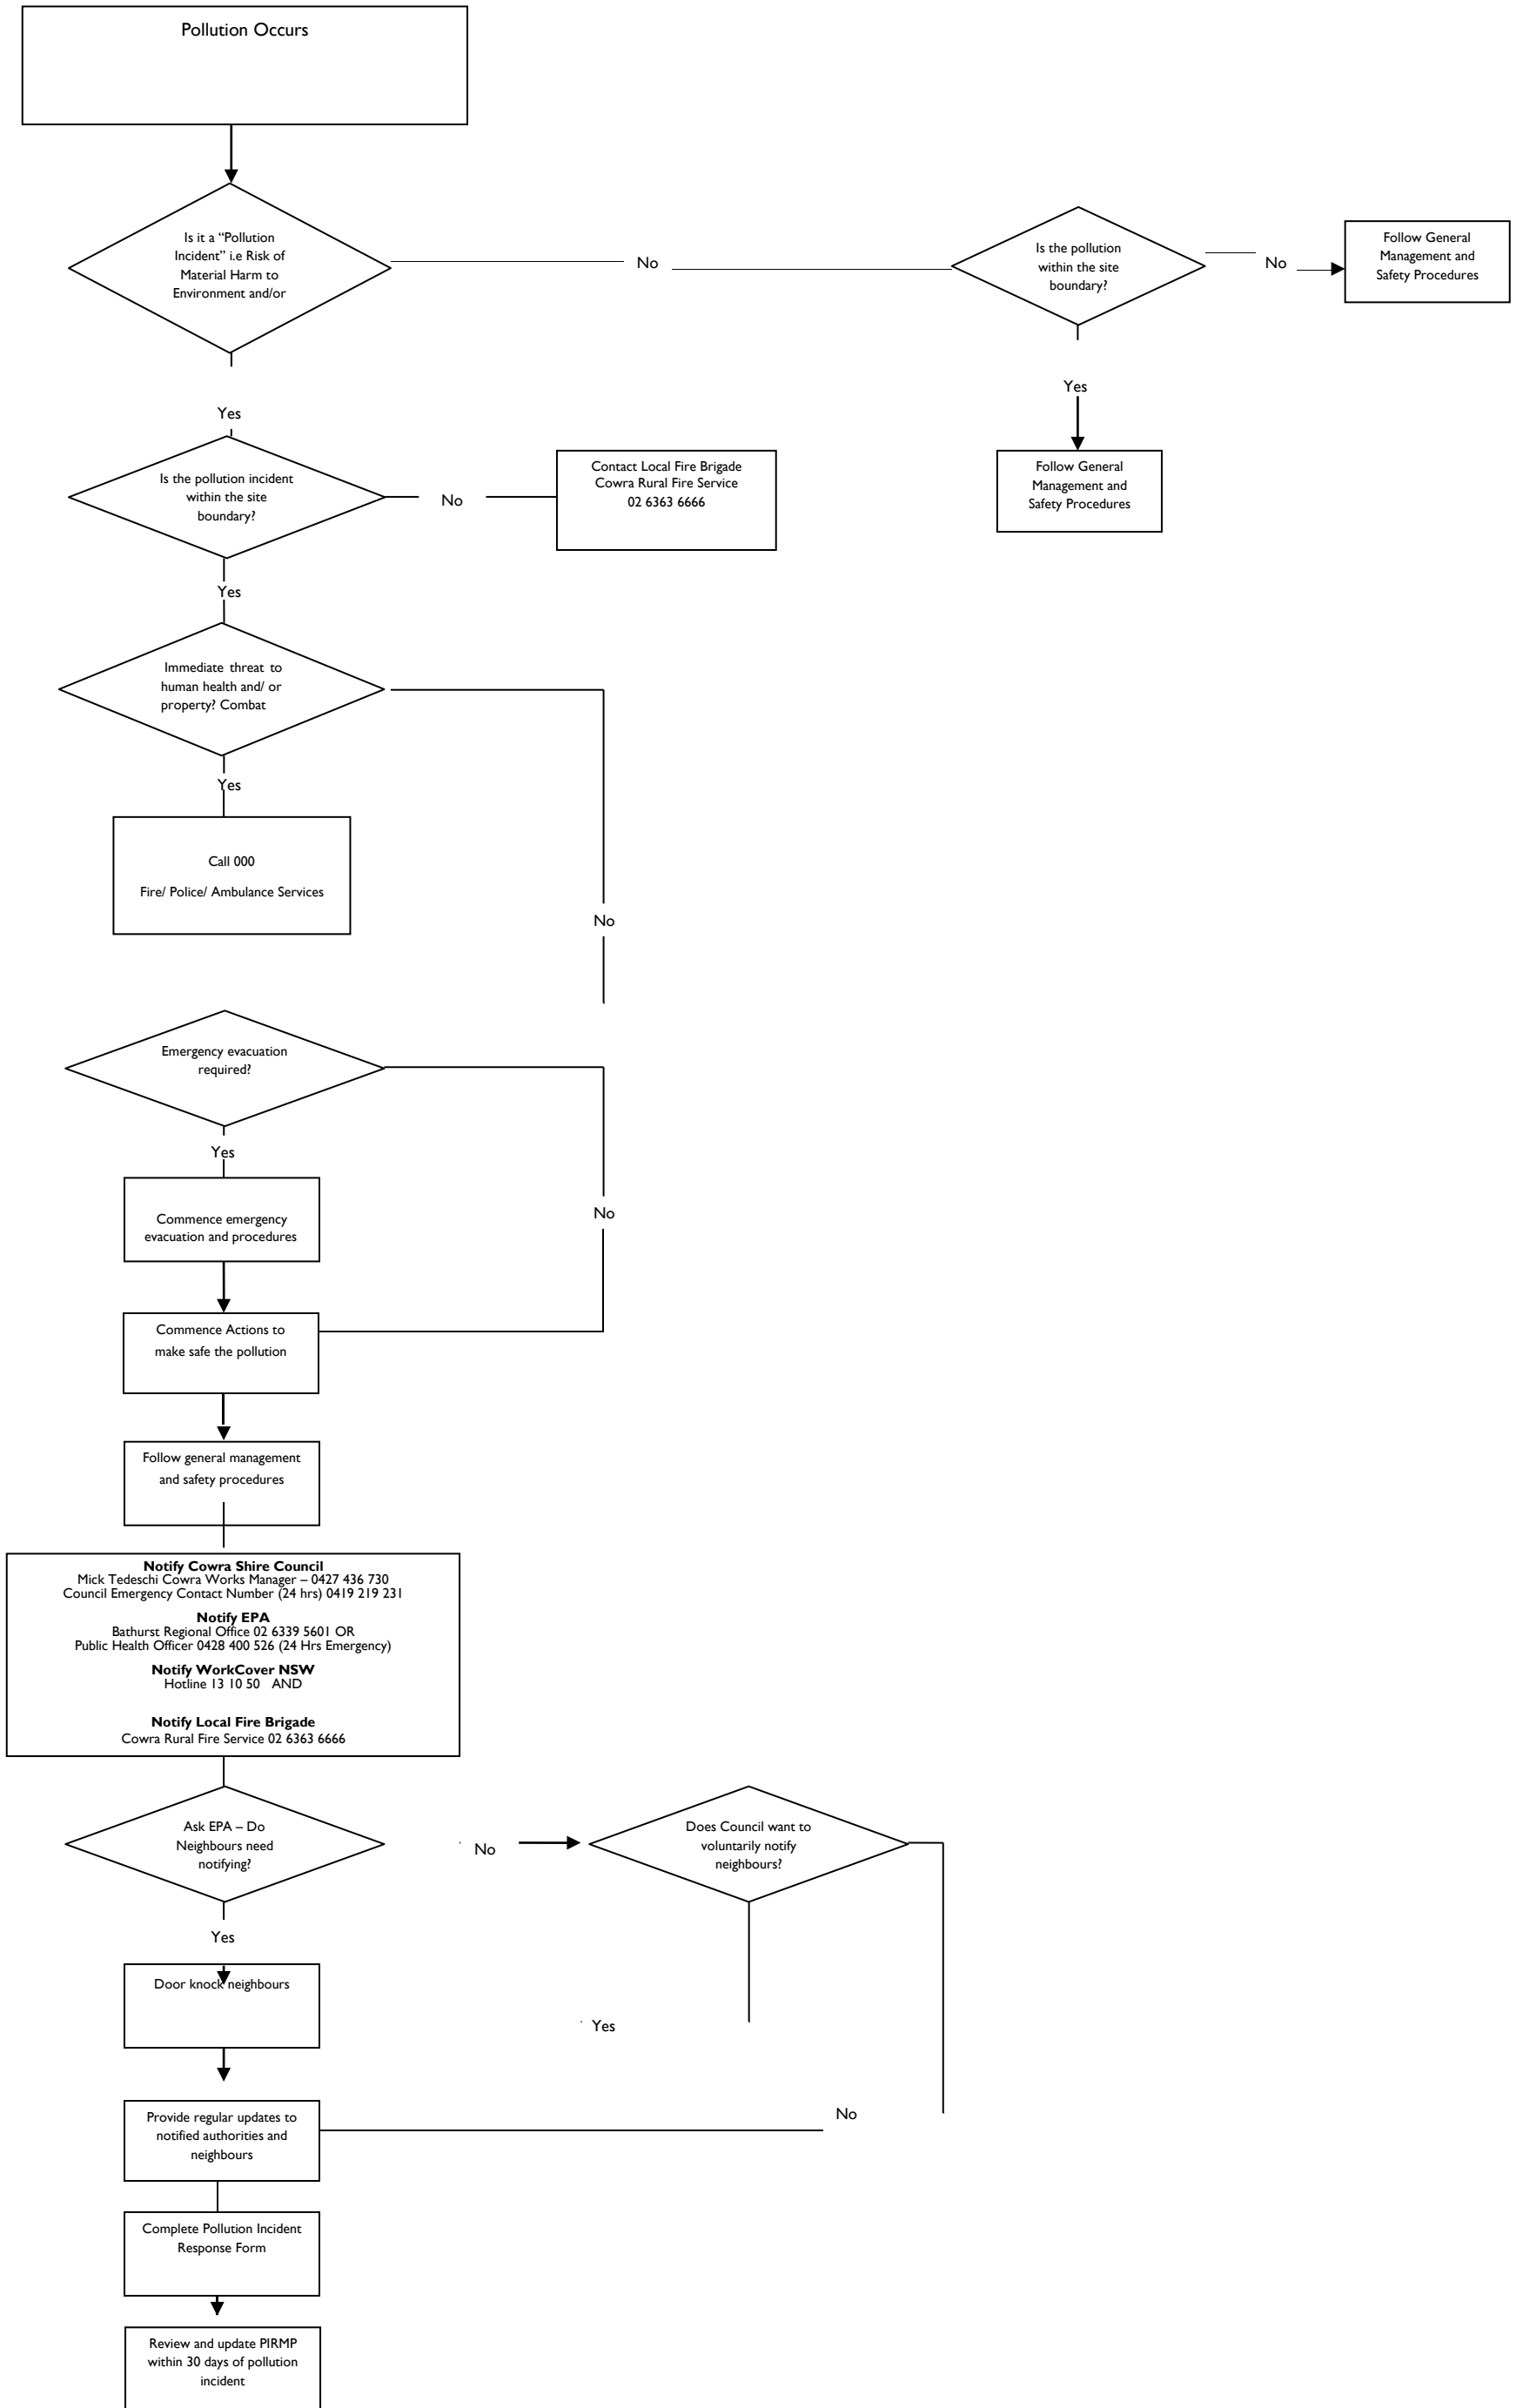 Pollution Occurs
Is it a “Pollution
Incident” i.e Risk of
Material Harm to
Environment and/or
No
Is the pollution
within the site
boundary?
No
Follow General
Management and
Safety Procedures
Yes
Follow General
Management and
Safety Procedures
Yes
Is the pollution incident
within the site
boundary?
No
Contact Local Fire Brigade
Cowra Rural Fire Service
02 6363 6666
Yes
Immediate threat to
human health and/ or
property? Combat
Yes
Call 000
Fire/ Police/ Ambulance Services
No
Emergency evacuation
required?
Yes
Commence emergency
evacuation and procedures
No
Commence Actions to
make safe the pollution
Follow general management
and safety procedures
Notify Cowra Shire Council
Mick Tedeschi Cowra Works Manager – 0427 436 730
Council Emergency Contact Number (24 hrs) 0419 219 231
Notify EPA
Bathurst Regional Office 02 6339 5601 OR
Public Health Officer 0428 400 526 (24 Hrs Emergency)
Notify WorkCover NSW
Hotline 13 10 50 AND
Notify Local Fire Brigade
Cowra Rural Fire Service 02 6363 6666
Ask EPA – Do
Neighbours need
notifying?
No
Does Council want to
voluntarily notify
neighbours?
Yes
Door knock neighbours
Yes
No
Provide regular updates to
notified authorities and
neighbours
Complete Pollution Incident
Response Form
Review and update PIRMP
within 30 days of pollution
incident